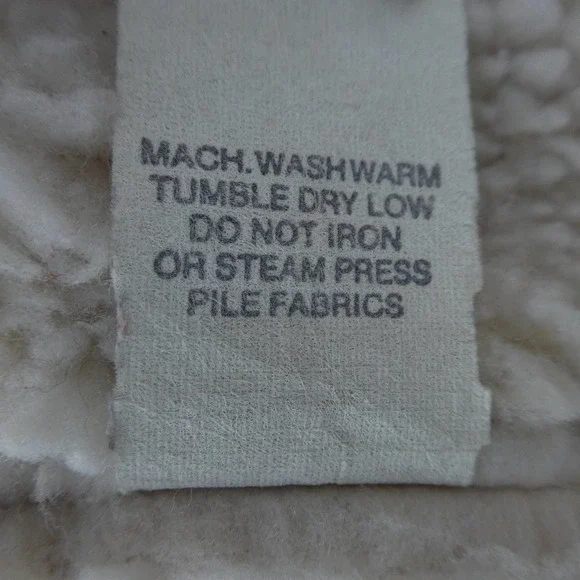 MACH.WASH WARM
TUMBLE DRY LOW
DO NOT IRON
OR STEAM PRESS
PILE FABRICS